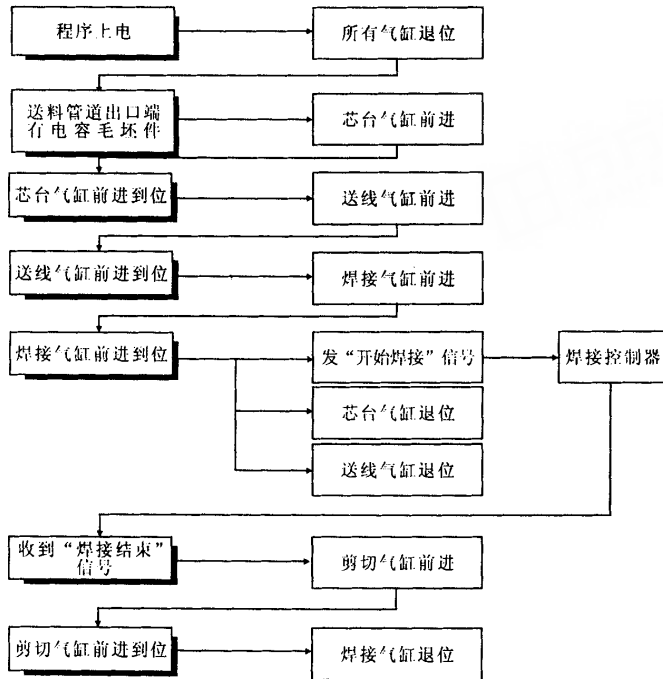 程序上电
所有气缸退位
送料管道出口端
有电容毛坯件
芯台气缸前进
芯台气缸前进到位
送线气缸前进
送线气缸前进到位
焊接气缸前进
焊接气缸前进到位
发“开始焊接”信号
焊接控制器
芯台气缸退位
送线气缸退位
收到“焊接结束”
信号
剪切气缸前进
剪切气缸前进到位
焊接气缸退位